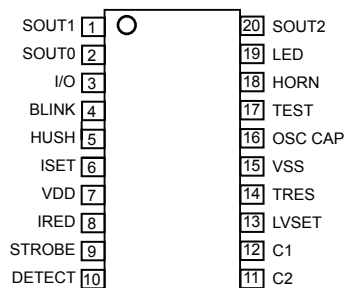 SOUT1 1 20 SOUT2
SOUT0 2 19 LED
I/O 3 18 HORN
BLINK 4 17 TEST
HUSH 5 16 OSC CAP
ISET 6 15 VSS
VDD 7 14 TRES
IRED 8 13 LVSET
STROBE 9 12 C1
DETECT 10 11 C2